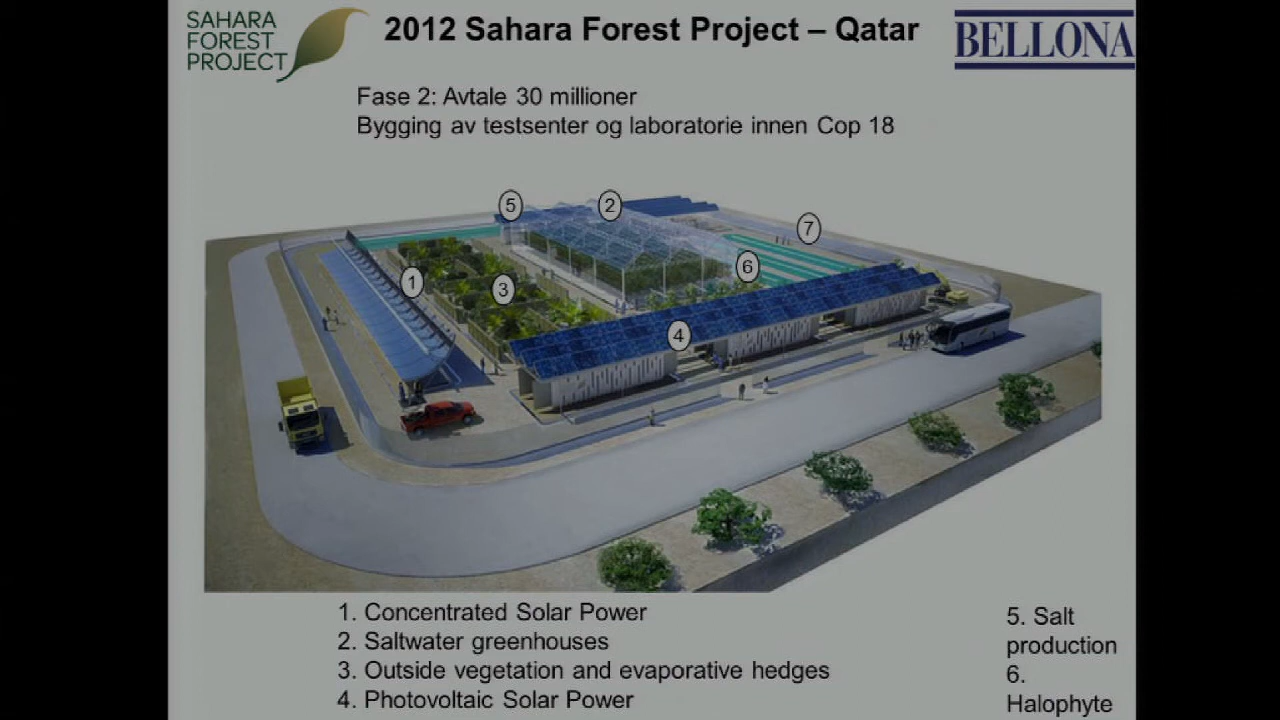 SAHARA
FOREST
PROJECT
2012 Sahara Forest Project – Qatar
BELLONA
Fase 2: Avtale 30 millioner
Bygging av testsenter og laboratorie innen Cop 18
5
2
7
6
1
3
4
1. Concentrated Solar Power
2. Saltwater greenhouses
3. Outside vegetation and evaporative hedges
4. Photovoltaic Solar Power
5. Salt
production
6.
Halophyte